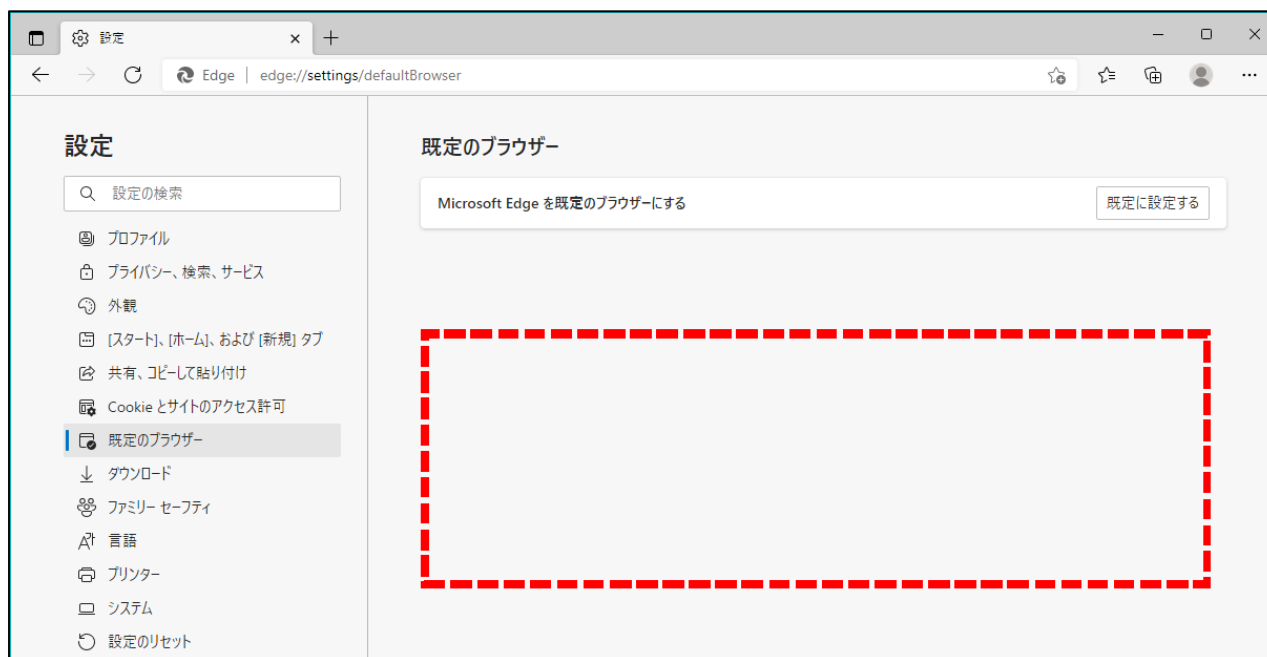 設定
Edge | edge://settings/defaultBrowser
設定
設定の検索
プロファイル
プライバシー、検索、サービス
外観
[スタート]、[ホーム]、および [新規] タブ
共有、コピーして貼り付け
Cookie とサイトのアクセス許可
既定のブラウザー
ダウンロード
ファミリー セーフティ
言語
プリンター
システム
設定のリセット
既定のブラウザー
Microsoft Edge を既定のブラウザーにする
既定に設定する